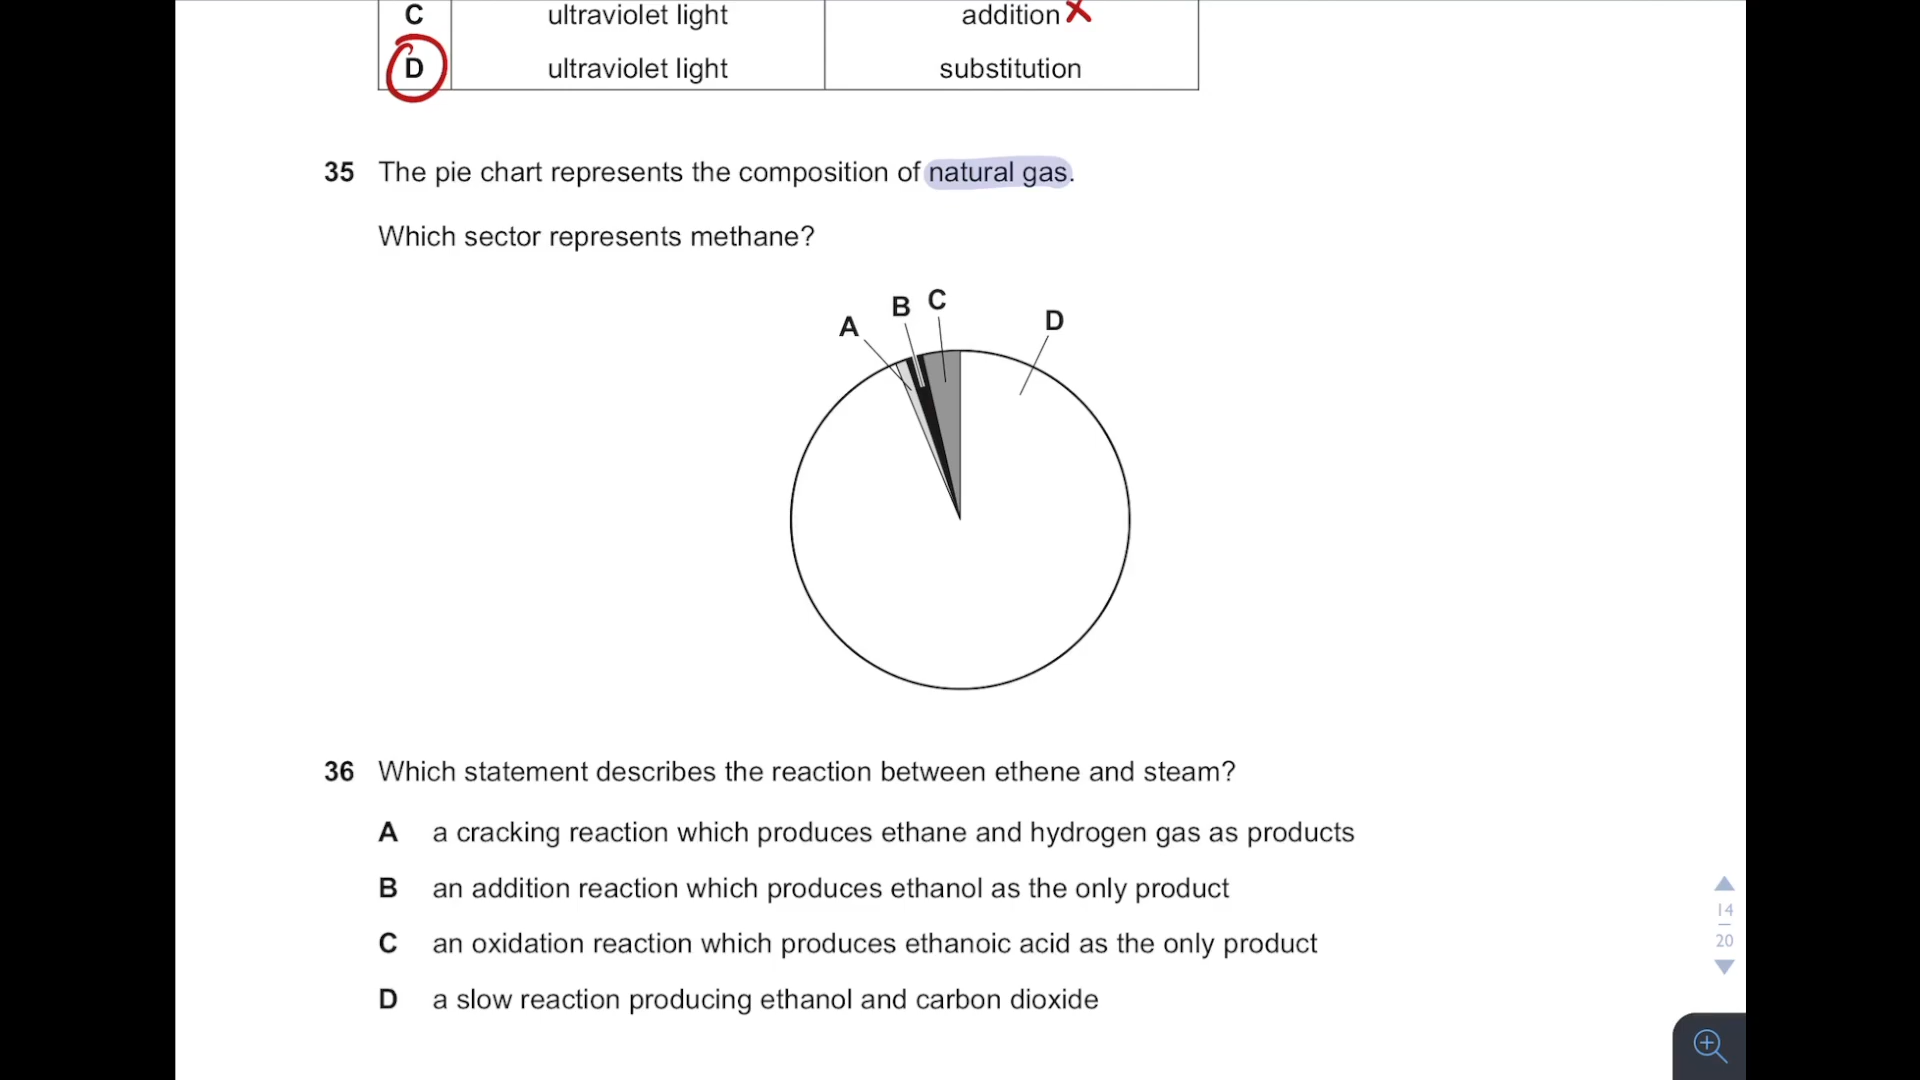 C ultraviolet light addition
D ultraviolet light substitution
35 The pie chart represents the composition of natural gas.
Which sector represents methane?
A B C D
36 Which statement describes the reaction between ethene and steam?
A a cracking reaction which produces ethane and hydrogen gas as products
B an addition reaction which produces ethanol as the only product
C an oxidation reaction which produces ethanoic acid as the only product
D a slow reaction producing ethanol and carbon dioxide
14
20